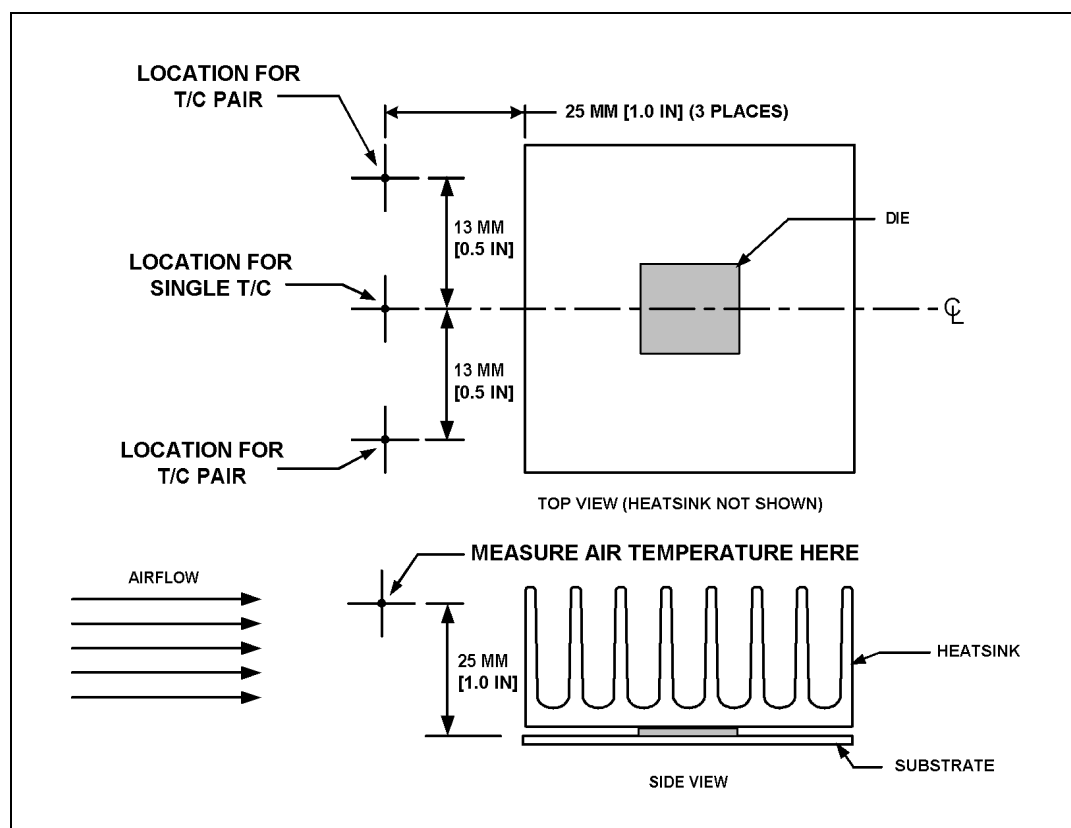 LOCATION FOR
T/C PAIR
25 MM [1.0 IN] (3 PLACES)
13 MM
[0.5 IN]
DIE
LOCATION FOR
SINGLE T/C
℄
13 MM
[0.5 IN]
LOCATION FOR
T/C PAIR
TOP VIEW (HEATSINK NOT SHOWN)
MEASURE AIR TEMPERATURE HERE
AIRFLOW
25 MM
[1.0 IN]
HEATSINK
SUBSTRATE
SIDE VIEW